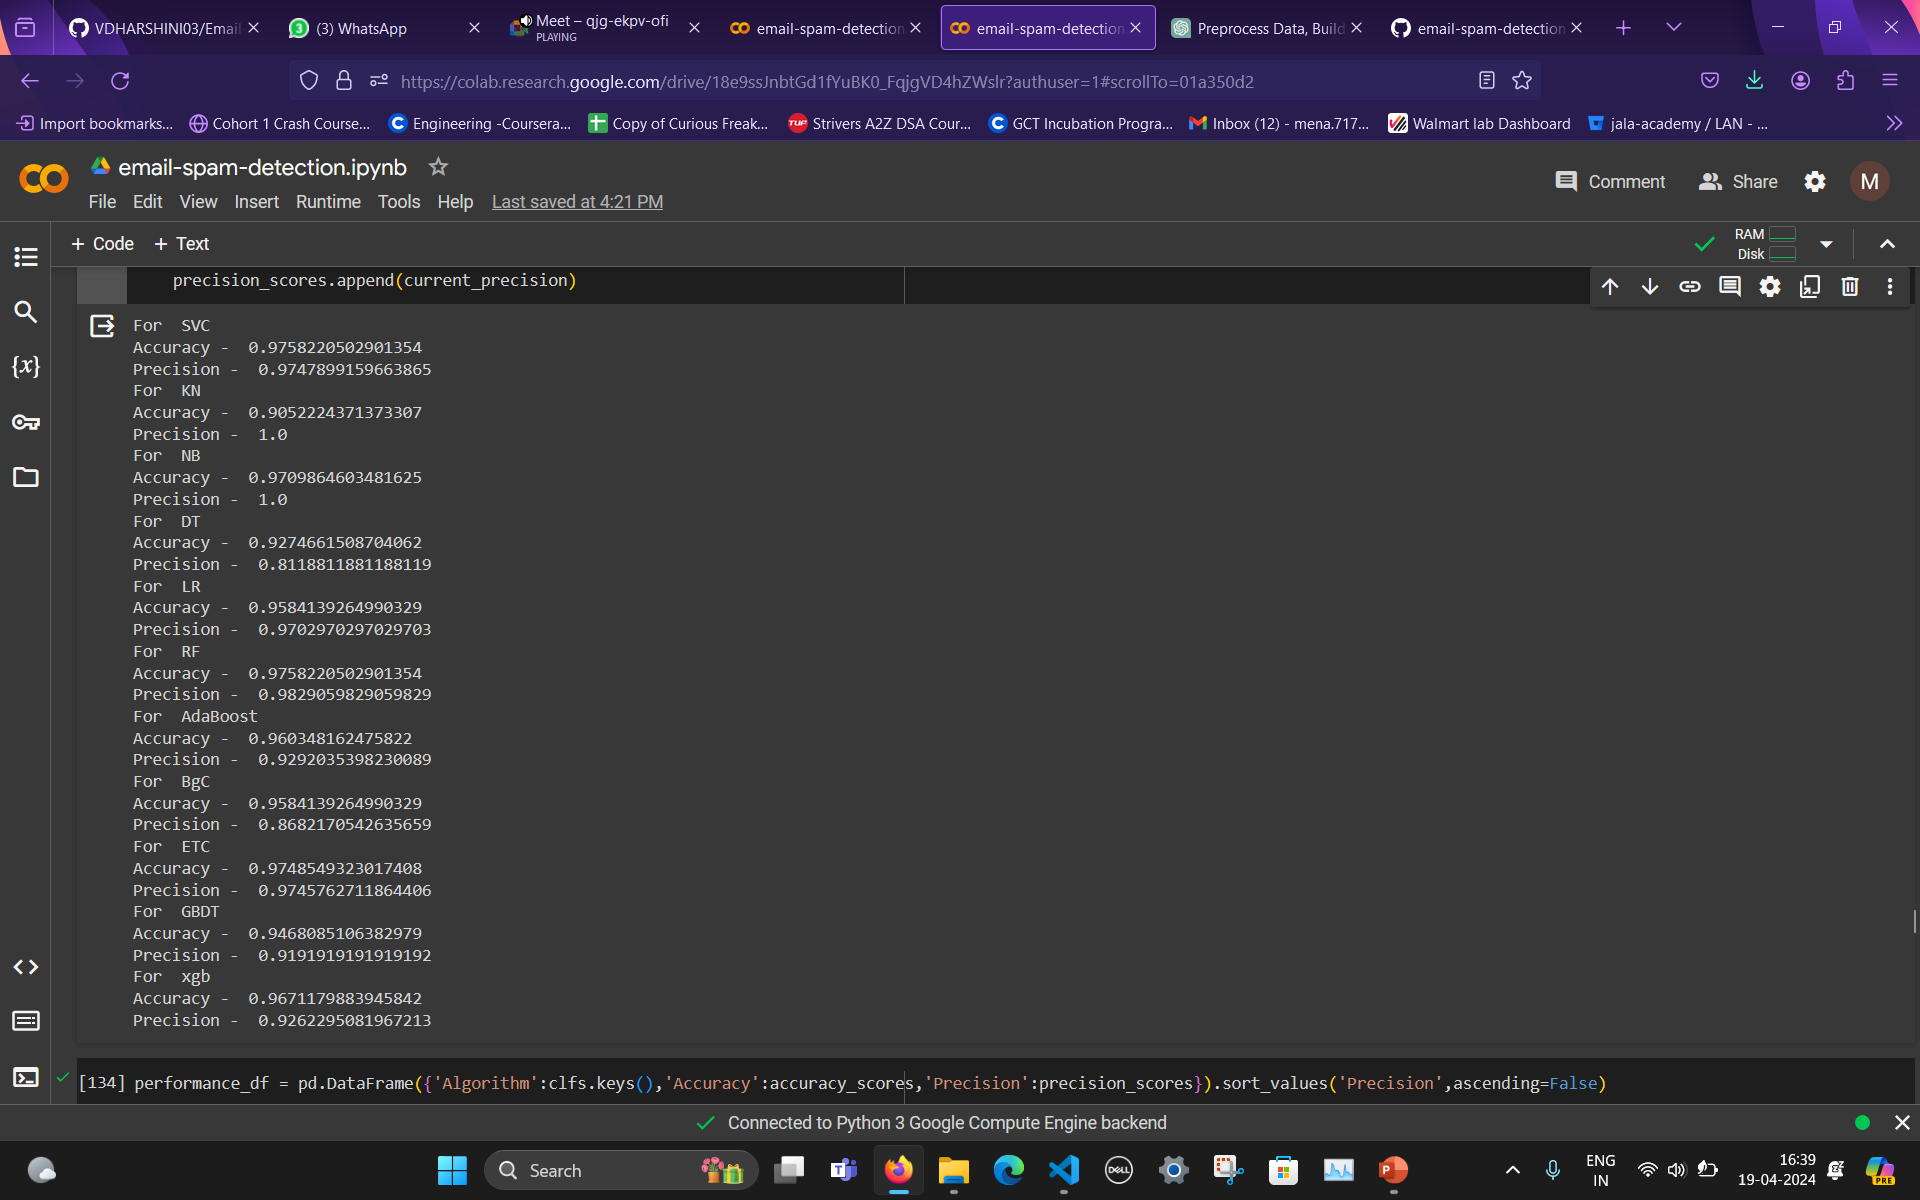 VDHARSHINI03/Email
(3) WhatsApp
Meet – qjg-ekpv-ofi
PLAYING
email-spam-detection
email-spam-detection
Preprocess Data, Build
email-spam-detection
https://colab.research.google.com/drive/18e9ssJnbtGd1fYuBK0_FqjgVD4hZWslr?authuser=1#scrollTo=01a350d2
Import bookmarks...
Cohort 1 Crash Course...
Engineering -Coursera...
Copy of Curious Freak...
Strivers A2Z DSA Cour...
GCT Incubation Progra...
Inbox (12) - mena.717...
Walmart lab Dashboard
jala-academy / LAN - ...
email-spam-detection.ipynb
Comment
Share
M
File Edit View Insert Runtime Tools Help Last saved at 4:21 PM
+ Code + Text
RAM
Disk
precision_scores.append(current_precision)
For  SVC
Accuracy -  0.9758220502901354
Precision -  0.9747899159663865
For  KN
Accuracy -  0.9052224371373307
Precision -  1.0
For  NB
Accuracy -  0.9709864603481625
Precision -  1.0
For  DT
Accuracy -  0.9274661508704062
Precision -  0.8118811881188119
For  LR
Accuracy -  0.9584139264990329
Precision -  0.9702970297029703
For  RF
Accuracy -  0.9758220502901354
Precision -  0.9829059829059829
For  AdaBoost
Accuracy -  0.960348162475822
Precision -  0.9292035398230089
For  BgC
Accuracy -  0.9584139264990329
Precision -  0.8682170542635659
For  ETC
Accuracy -  0.9748549323017408
Precision -  0.9745762711864406
For  GBDT
Accuracy -  0.9468085106382979
Precision -  0.9191919191919192
For  xgb
Accuracy -  0.9671179883945842
Precision -  0.9262295081967213
[134] performance_df = pd.DataFrame({'Algorithm':clfs.keys(),'Accuracy':accuracy_scores,'Precision':precision_scores}).sort_values('Precision',ascending=False)
Connected to Python 3 Google Compute Engine backend
Search
DELL
ENG
IN
16:39
19-04-2024
PRE